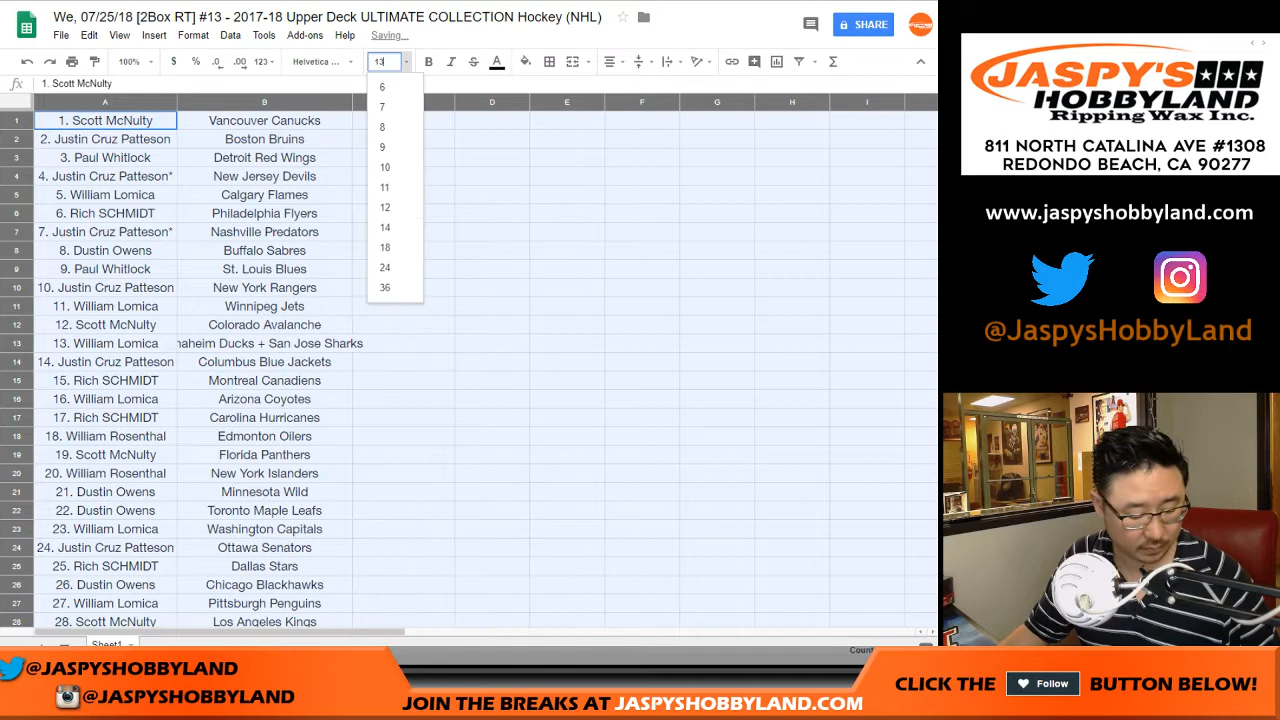 We, 07/25/18 [2Box RT] #13 - 2017-18 Upper Deck ULTIMATE COLLECTION Hockey (NHL)
File Edit View Insert Format Data Tools Add-ons Help Saving...
SHARE
100% $ % .0 .00 123 Helvetica ... 13 B I S A
fx 1. Scott McNulty
6
7
8
9
10
11
12
14
18
24
36
A B D E F G H I
1 1. Scott McNulty Vancouver Canucks
2 2. Justin Cruz Patteson Boston Bruins
3 3. Paul Whitlock Detroit Red Wings
4 4. Justin Cruz Patteson* New Jersey Devils
5 5. William Lomica Calgary Flames
6 6. Rich SCHMIDT Philadelphia Flyers
7 7. Justin Cruz Patteson* Nashville Predators
8 8. Dustin Owens Buffalo Sabres
9 9. Paul Whitlock St. Louis Blues
10 10. Justin Cruz Patteson New York Rangers
11 11. William Lomica Winnipeg Jets
12 12. Scott McNulty Colorado Avalanche
13 13. William Lomica naheim Ducks + San Jose Sharks
14 14. Justin Cruz Patteson Columbus Blue Jackets
15 15. Rich SCHMIDT Montreal Canadiens
16 16. William Lomica Arizona Coyotes
17 17. Rich SCHMIDT Carolina Hurricanes
18 18. William Rosenthal Edmonton Oilers
19 19. Scott McNulty Florida Panthers
20 20. William Rosenthal New York Islanders
21 21. Dustin Owens Minnesota Wild
22 22. Dustin Owens Toronto Maple Leafs
23 23. William Lomica Washington Capitals
24 24. Justin Cruz Patteson Ottawa Senators
25 25. Rich SCHMIDT Dallas Stars
26 26. Dustin Owens Chicago Blackhawks
27 27. William Lomica Pittsburgh Penguins
28 28. Scott McNulty Los Angeles Kings
Sheet1
Count
JASPY'S
HOBBYLAND
Ripping Wax Inc.
811 NORTH CATALINA AVE #1308
REDONDO BEACH, CA 90277
www.jaspyshobbyland.com
@JaspysHobbyLand
@JASPYSHOBBYLAND
@JASPYSHOBBYLAND
JOIN THE BREAKS AT JASPYSHOBBYLAND.COM
CLICK THE Follow BUTTON BELOW!